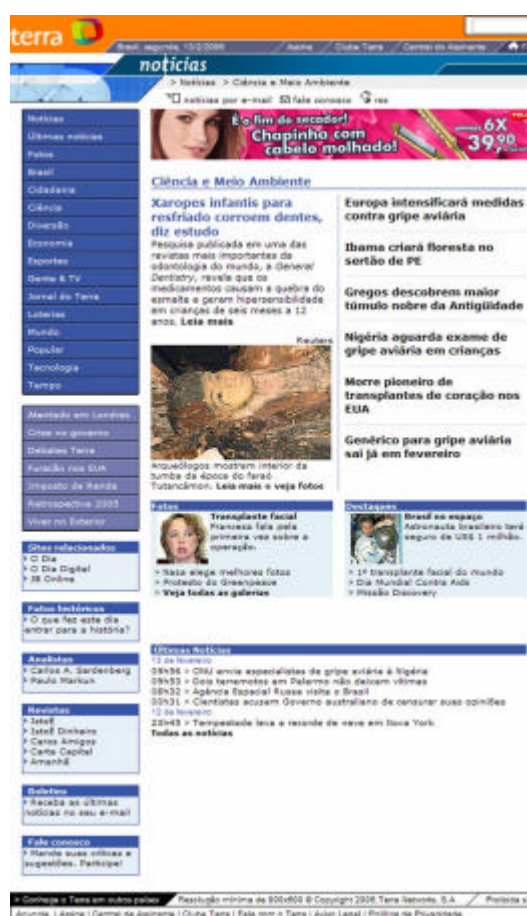 terra
Brasil, segunda, 13/2/2006
Assine
Clube Terra
Central do Assinante
notícias
> Notícias > Ciência e Meio Ambiente
notícias por e-mail fale conosco rss
É o fim do secador!
Chapinha com
cabelo molhado!
6X
39,90
Notícias
Últimas notícias
Fotos
Brasil
Cidadania
Ciência
Diversão
Economia
Esportes
Gente & TV
Jornal do Terra
Loterias
Mundo
Popular
Tecnologia
Tempo
Atentado em Londres
Crise no governo
Debates Terra
Furacão nos EUA
Imposto de Renda
Retrospectiva 2005
Viver no Exterior
Sites relacionados
O Dia
O Dia Digital
JB Online
Fatos históricos
O que fez este dia
entrar para a história?
Analistas
Carlos A. Sardenberg
Paulo Markun
Revistas
IstoÉ
IstoÉ Dinheiro
Caros Amigos
Carta Capital
Amanhã
Boletins
Receba as últimas
notícias no seu e-mail
Fale conosco
Mande suas críticas e
sugestões. Participe!
Ciência e Meio Ambiente
Xaropes infantis para
resfriado corroem dentes,
diz estudo
Pesquisa publicada em uma das
revistas mais importantes da
odontologia do mundo, a General
Dentistry, revela que os
medicamentos causam a quebra do
esmalte e geram hipersensibilidade
em crianças de seis meses a 12
anos. Leia mais
Reuters
Arqueólogos mostram interior da
tumba da época do faraó
Tutancâmon. Leia mais e veja fotos
Europa intensificará medidas
contra gripe aviária
Ibama criará floresta no
sertão de PE
Gregos descobrem maior
túmulo nobre da Antigüidade
Nigéria aguarda exame de
gripe aviária em crianças
Morre pioneiro de
transplantes de coração nos
EUA
Genérico para gripe aviária
sai já em fevereiro
Fotos
Transplante facial
Francesa fala pela
primeira vez sobre a
operação.
> Nasa elege melhores fotos
> Protesto do Greenpeace
> Veja todas as galerias
Destaques
Brasil no espaço
Astronauta brasileiro terá
seguro de US$ 1 milhão.
> 1º transplante facial do mundo
> Dia Mundial Contra Aids
> Missão Discovery
Últimas Notícias
13 de fevereiro
09h56 > ONU envia especialistas de gripe aviária à Nigéria
09h53 > Dois terremotos em Palermo não deixam vítimas
08h32 > Agência Espacial Russa visita o Brasil
00h31 > Cientistas acusam Governo australiano de censurar suas opiniões
12 de fevereiro
23h43 > Tempestade leva a recorde de neve em Nova York
Todas as notícias
> Conheça o Terra em outros países
Resolução mínima de 800x600 © Copyright 2006, Terra Networks, S.A.
Proibida
Anuncie | Assine | Central do Assinante | Clube Terra | Fale com o Terra | Aviso Legal | Política de Privacidade